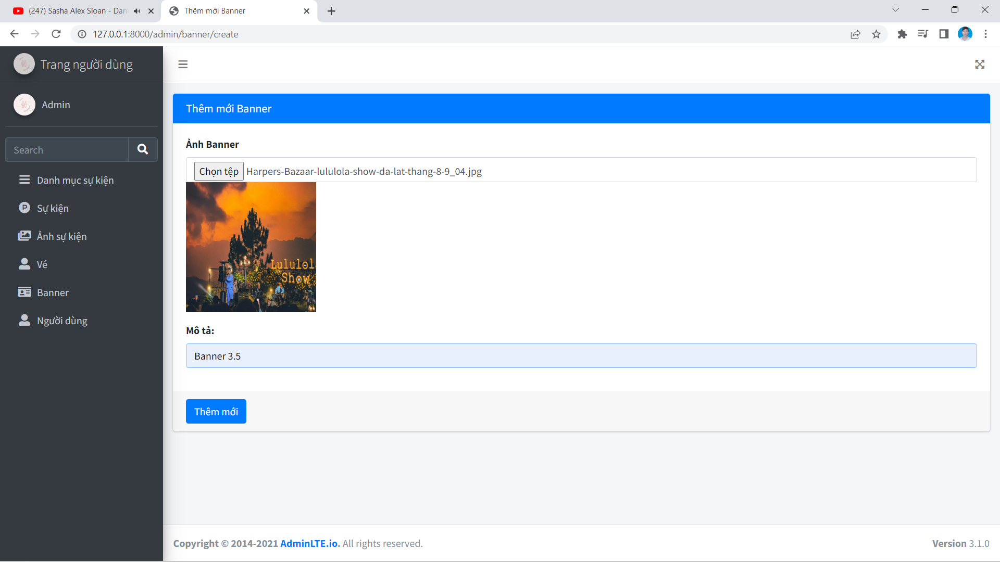 (247) Sasha Alex Sloan - Dan
Thêm mới Banner
127.0.0.1:8000/admin/banner/create
Trang người dùng
Admin
Search
Danh mục sự kiện
Sự kiện
Ảnh sự kiện
Vé
Banner
Người dùng
Thêm mới Banner
Ảnh Banner
Chọn tệp Harpers-Bazaar-lululola-show-da-lat-thang-8-9_04.jpg
Lululola
Show
Mô tả:
Banner 3.5
Thêm mới
Copyright © 2014-2021 AdminLTE.io. All rights reserved.
Version 3.1.0